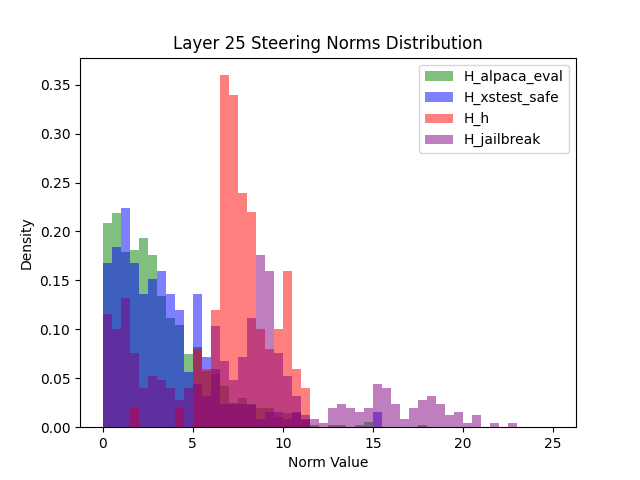 Layer 25 Steering Norms Distribution
H_alpaca_eval
H_xstest_safe
H_h
H_jailbreak
0.35
0.30
0.25
0.20
0.15
0.10
0.05
0.00
Density
0 5 10 15 20 25
Norm Value